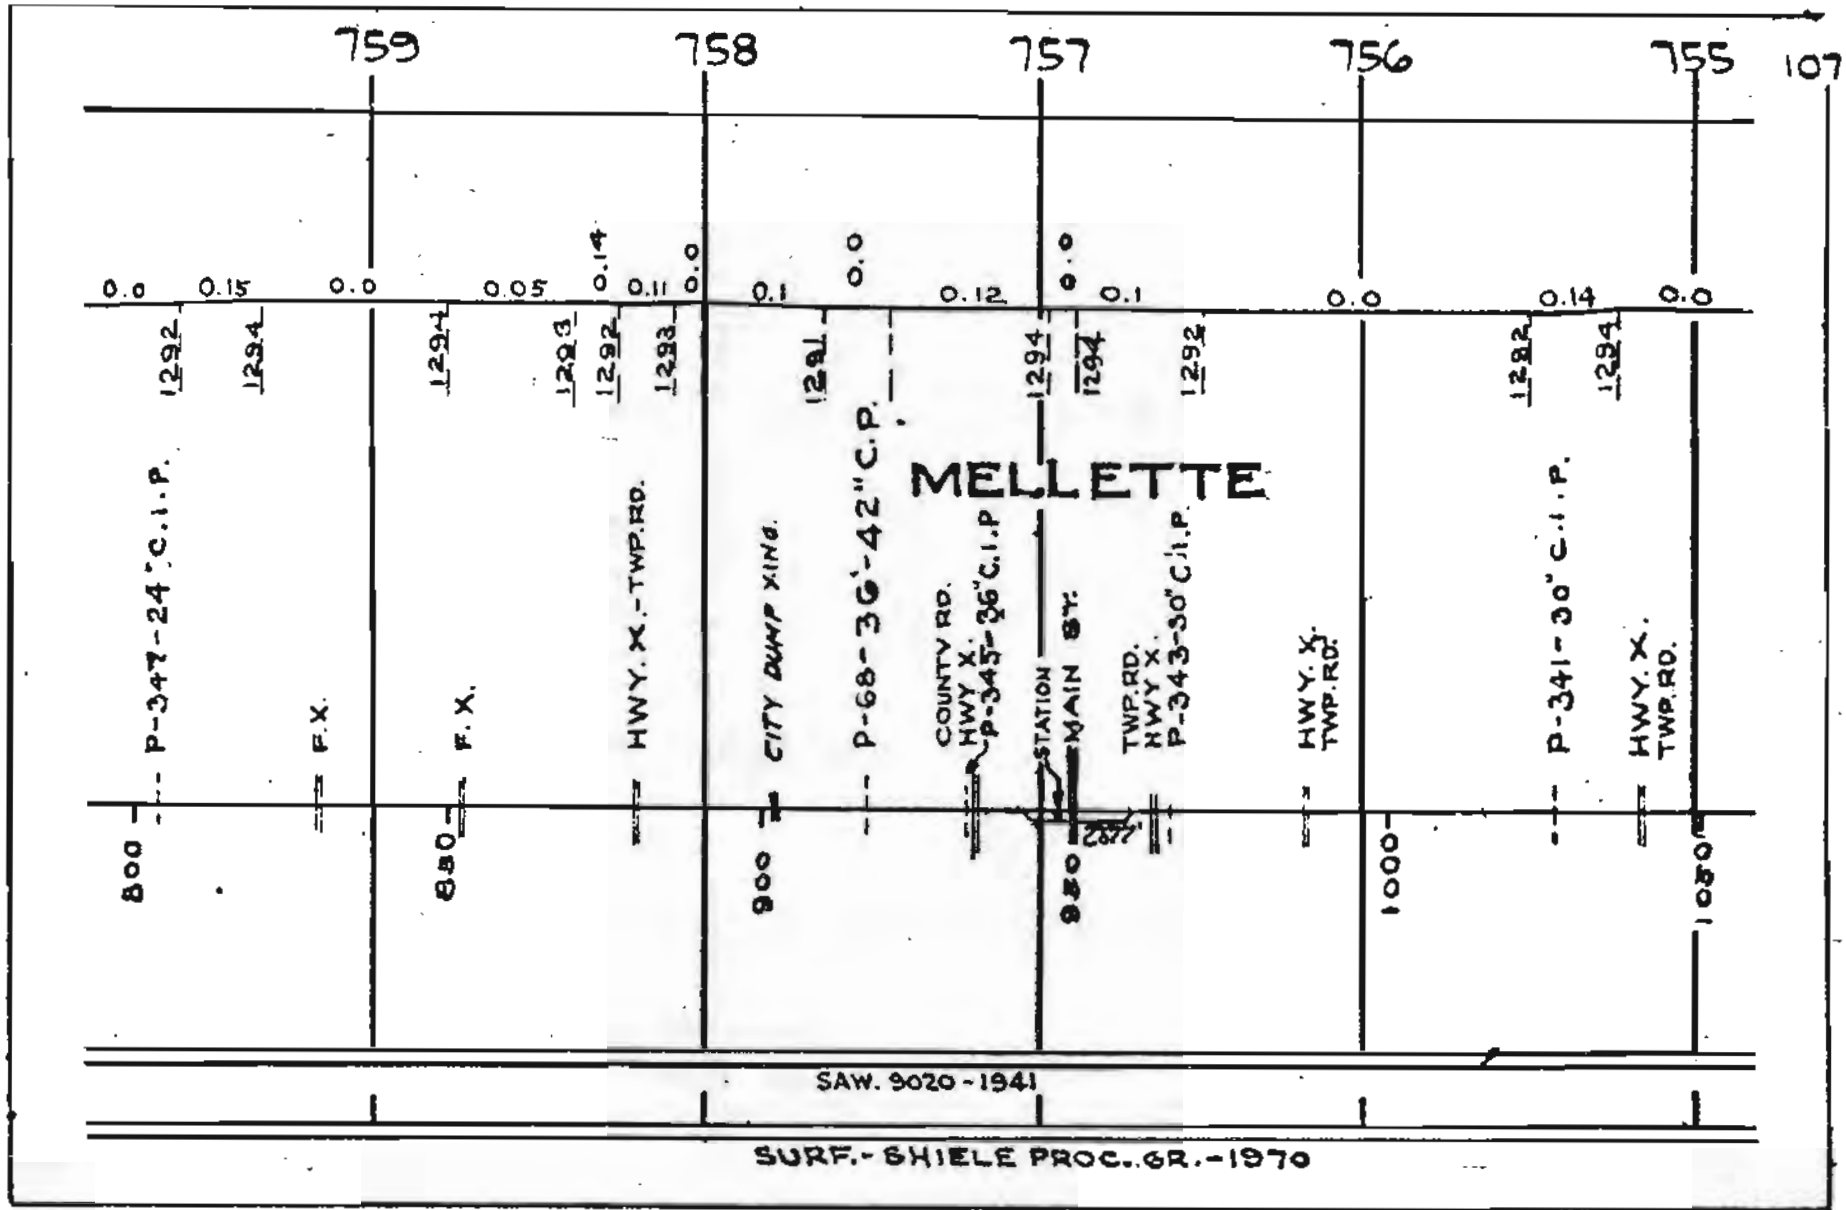 759
758
757
756
755
107
0.0
0.15
0.0
0.05
0.14
0.11
0.0
0.1
0.0
0.12
0.0
0.1
0.0
0.14
0.0
1292
1294
1294
1293
1292
1293
1291
1294
1294
1292
1292
1294
MELLETTE
P-347-24"C.I.P.
F.X.
F.X.
HWY. X.-TWP.RD.
CITY DUMP XING.
P-68-36'-42"C.P.
COUNTY RD.
HWY X.
P-345-36"C.I.P
STATION
MAIN ST.
TWP.RD.
HWY X.
P-343-30"C.I.P.
HWY. X.
TWP.RD.
P-341-30"C.I.P.
HWY. X.
TWP.RD.
2877'
800
850
900
950
1000
1050
SAW. 9020-1941
SURF.-SHIELE PROC. GR.-1970